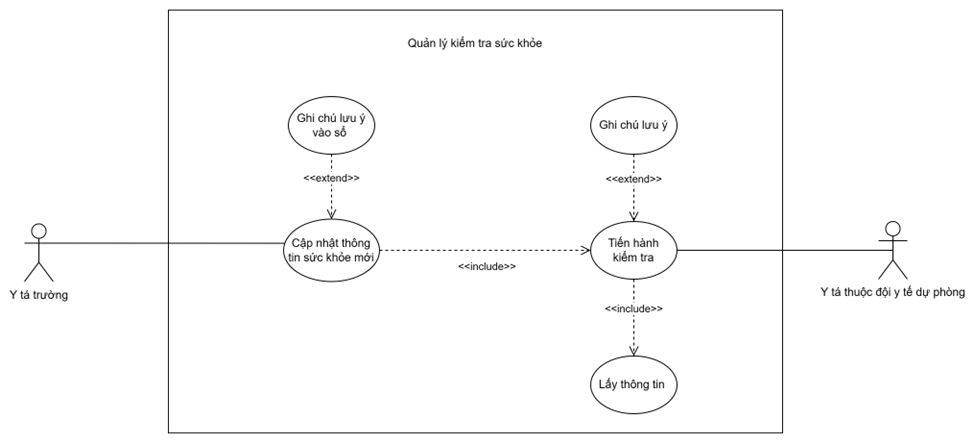 Quản lý kiểm tra sức khỏe
Ghi chú lưu ý
vào sổ
Ghi chú lưu ý
<<extend>>
<<extend>>
Cập nhật thông
tin sức khỏe mới
<<include>>
Tiến hành
kiểm tra
Y tá trường
Y tá thuộc đội y tế dự phòng
<<include>>
Lấy thông tin